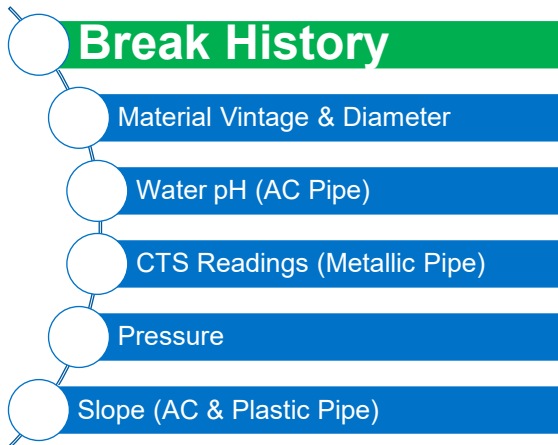 Break History
Material Vintage & Diameter
Water pH (AC Pipe)
CTS Readings (Metallic Pipe)
Pressure
Slope (AC & Plastic Pipe)